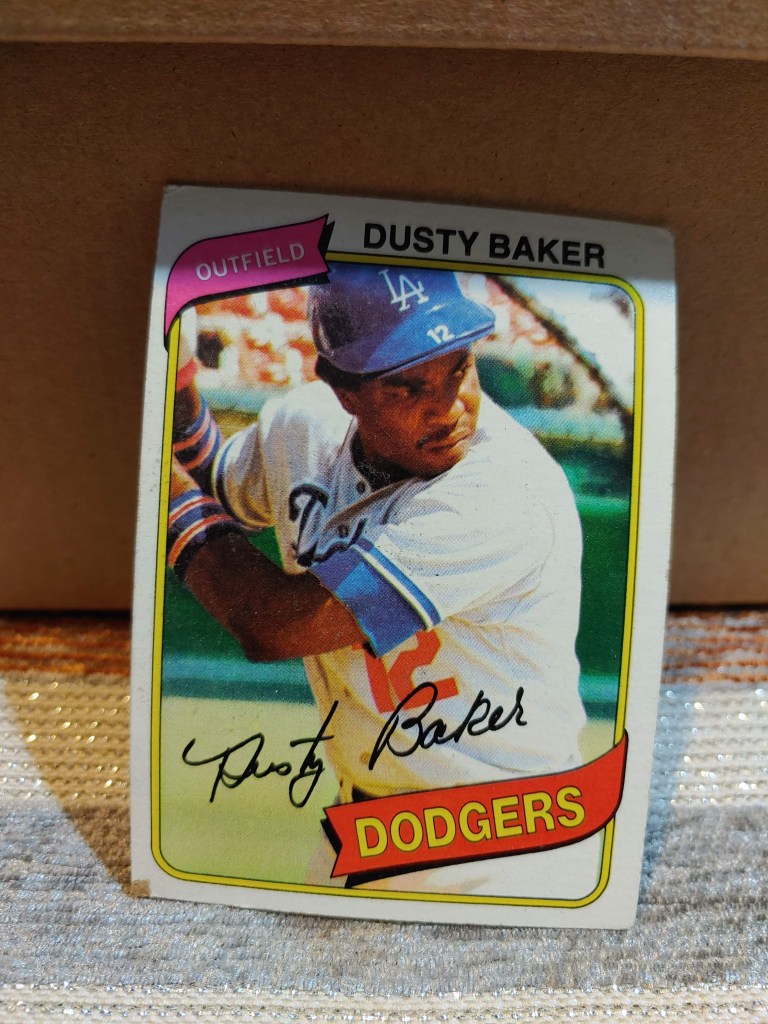 OUTFIELD
DUSTY BAKER
LA
12
12
Dusty Baker
DODGERS